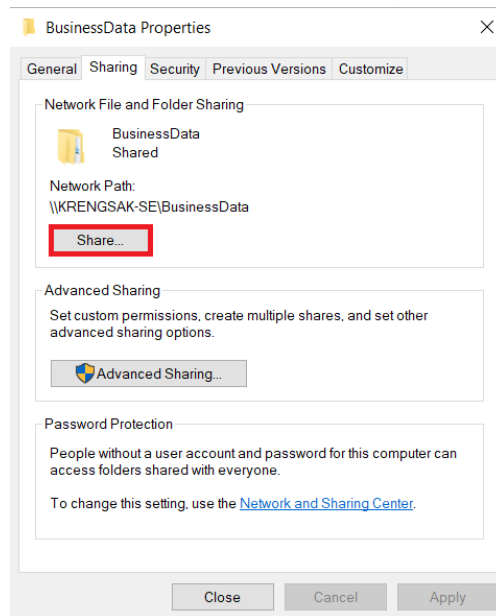 BusinessData Properties
General Sharing Security Previous Versions Customize
Network File and Folder Sharing
BusinessData
Shared
Network Path:
\\KRENGSAK-SE\BusinessData
Share...
Advanced Sharing
Set custom permissions, create multiple shares, and set other
advanced sharing options.
Advanced Sharing...
Password Protection
People without a user account and password for this computer can
access folders shared with everyone.
To change this setting, use the Network and Sharing Center.
Close Cancel Apply